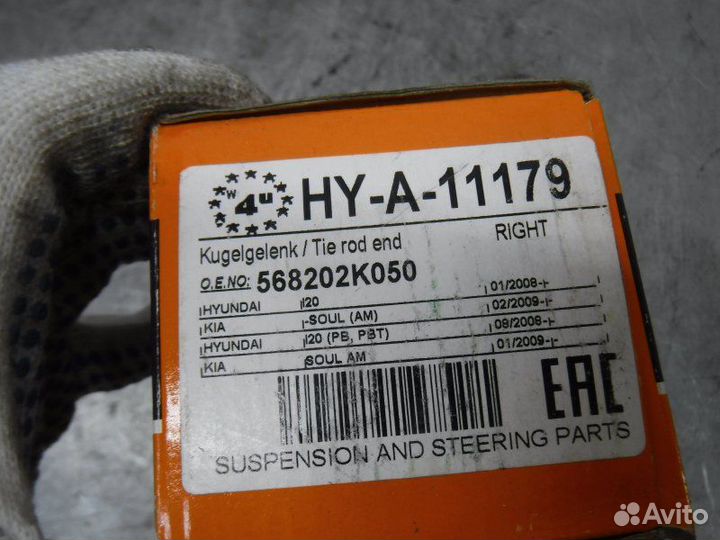 W 4u HY-A-11179
Kugelgelenk / Tie rod end RIGHT
O.E.NO: 568202K050
HYUNDAI I20 01/2008-
KIA SOUL (AM) 02/2009-
HYUNDAI I20 (PB, PBT) 08/2008-
KIA SOUL AM 01/2009-
EAC
SUSPENSION AND STEERING PARTS
Avito